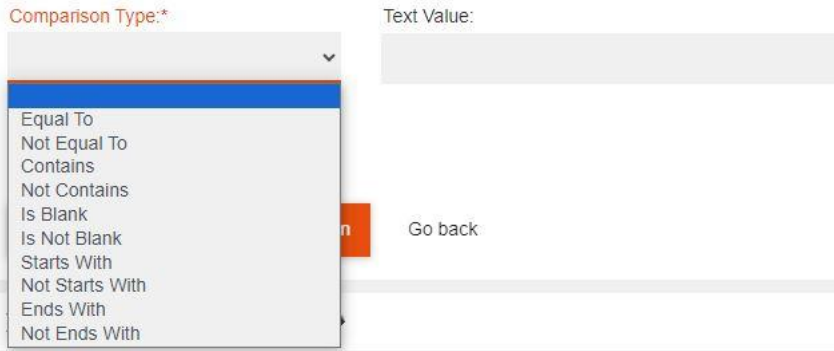 Comparison Type:*
Text Value:
Equal To
Not Equal To
Contains
Not Contains
Is Blank
Is Not Blank
Starts With
Not Starts With
Ends With
Not Ends With
Go back